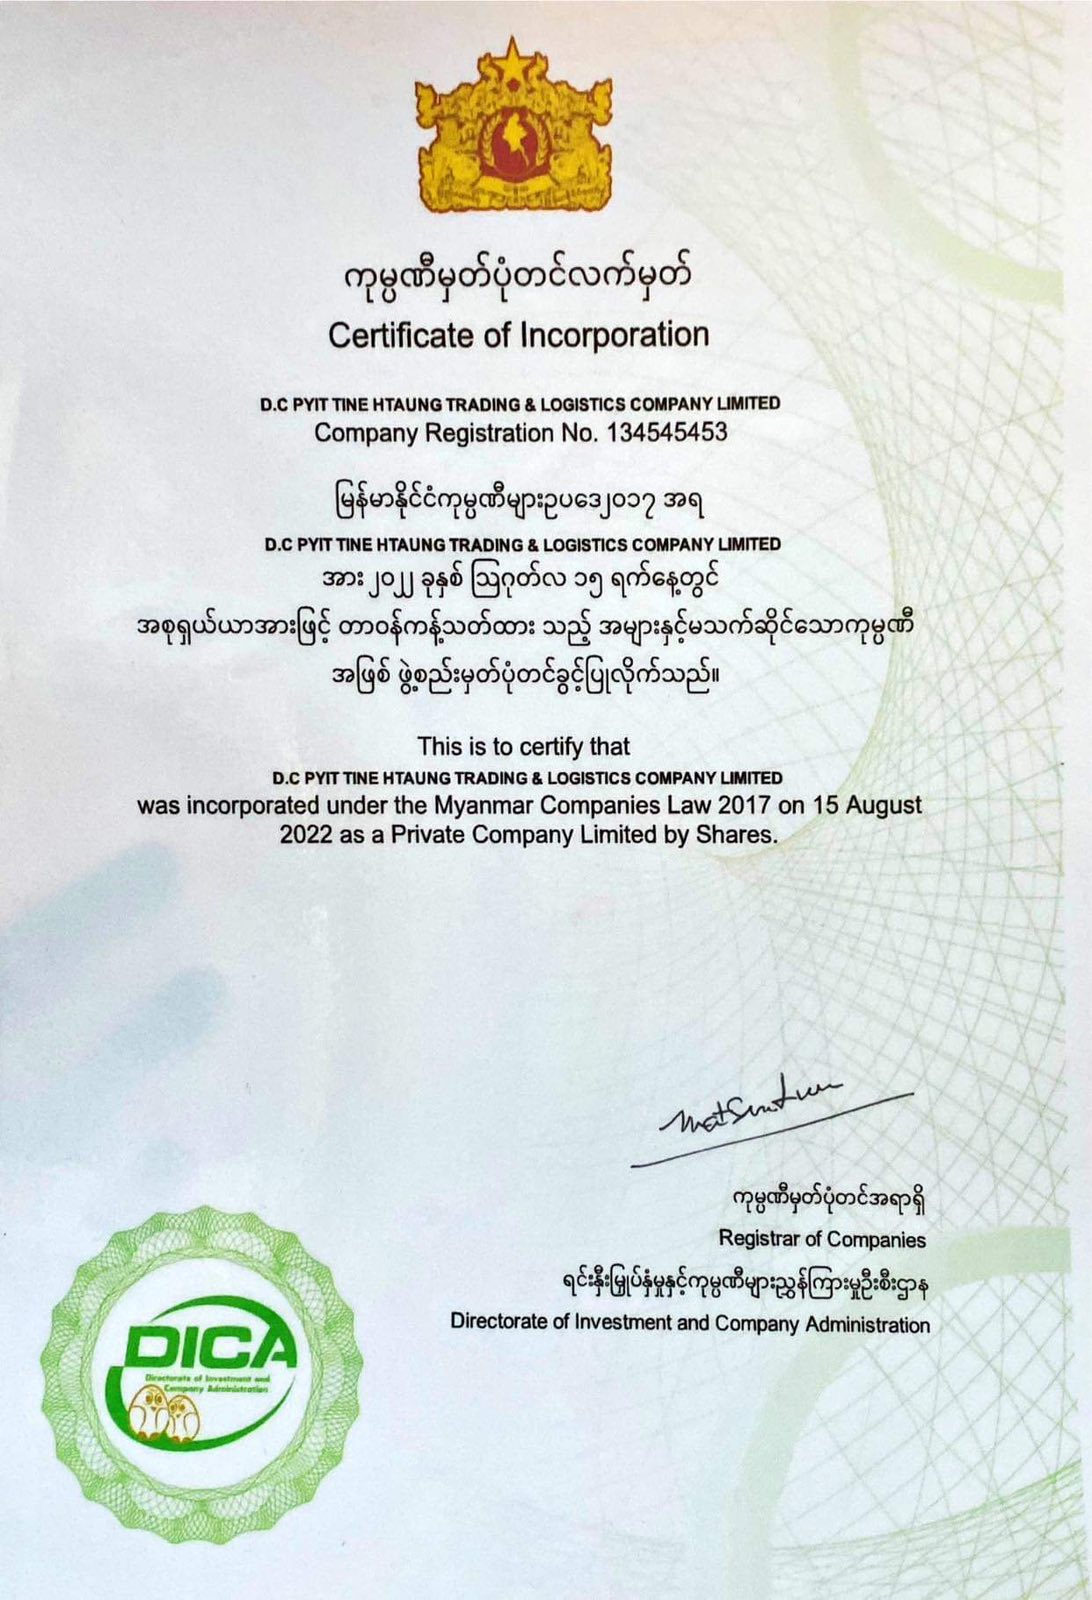 ကုမ္ပဏီမှတ်ပုံတင်လက်မှတ်
Certificate of Incorporation
D.C PYIT TINE HTAUNG TRADING & LOGISTICS COMPANY LIMITED
Company Registration No. 134545453
မြန်မာနိုင်ငံကုမ္ပဏီများဥပဒေ၂၀၁၇ အရ
D.C PYIT TINE HTAUNG TRADING & LOGISTICS COMPANY LIMITED
အား ၂၀၂၂ ခုနှစ် ဩဂုတ်လ ၁၅ ရက်နေ့တွင်
အစုရှယ်ယာအားဖြင့် တာဝန်ကန့်သတ်ထား သည့် အများနှင့်မသက်ဆိုင်သောကုမ္ပဏီ
အဖြစ် ဖွဲ့စည်းမှတ်ပုံတင်ခွင့်ပြုလိုက်သည်။
This is to certify that
D.C PYIT TINE HTAUNG TRADING & LOGISTICS COMPANY LIMITED
was incorporated under the Myanmar Companies Law 2017 on 15 August
2022 as a Private Company Limited by Shares.
ကုမ္ပဏီမှတ်ပုံတင်အရာရှိ
Registrar of Companies
ရင်းနှီးမြှုပ်နှံမှုနှင့်ကုမ္ပဏီများညွှန်ကြားမှုဦးစီးဌာန
Directorate of Investment and Company Administration
DICA
Directorate of Investment and
Company Administration